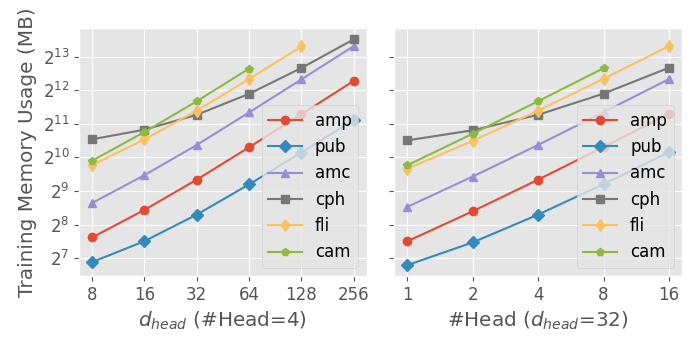 Training Memory Usage (MB)
2^13
2^12
2^11
2^10
2^9
2^8
2^7
8 16 32 64 128 256
d_head (#Head=4)
amp
pub
amc
cph
fli
cam
1 2 4 8 16
#Head (d_head=32)
amp
pub
amc
cph
fli
cam